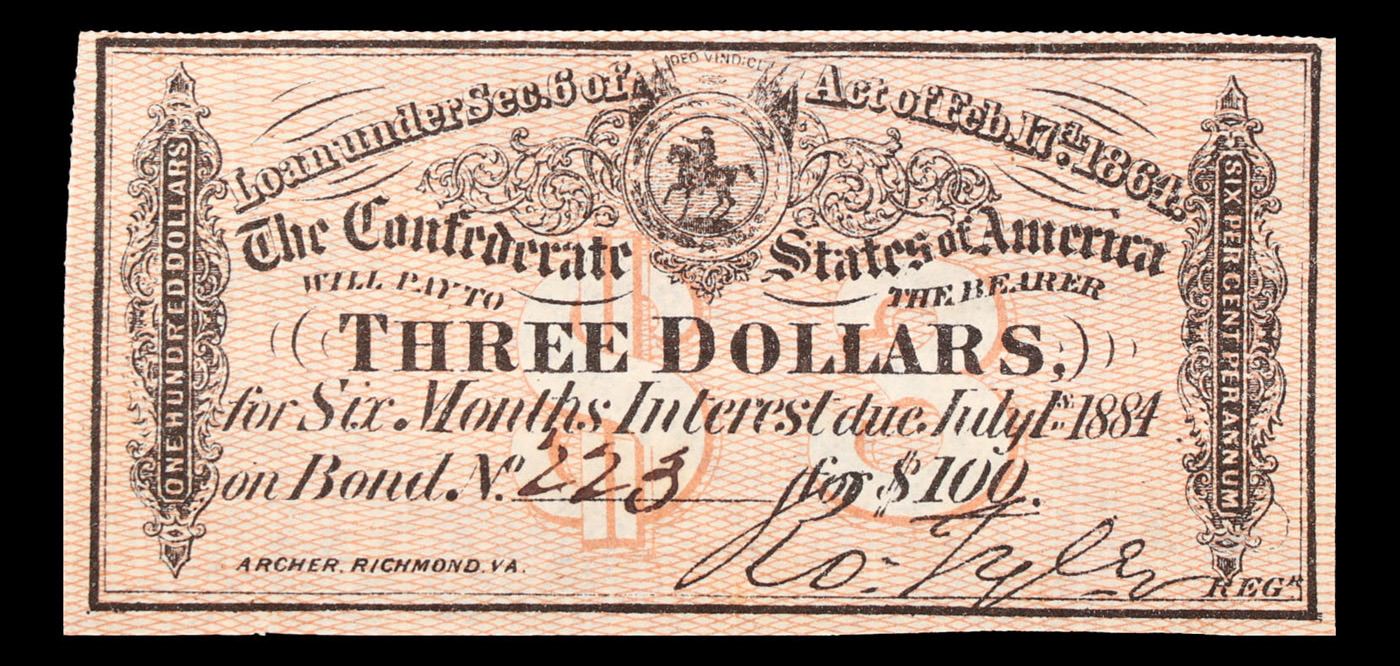 DEO VINDICE
Loan under Sec. 6 of Act of Feb. 17th 1864.
The Confederate States of America
WILL PAY TO THE BEARER
THREE DOLLARS,
for Six Months Interest due July 1st 1884
on Bond No. 223 for $100.
Ro. Tyler
REGR
ARCHER, RICHMOND, VA.
ONE HUNDRED DOLLARS
SIX PER CENT PER ANNUM
$3